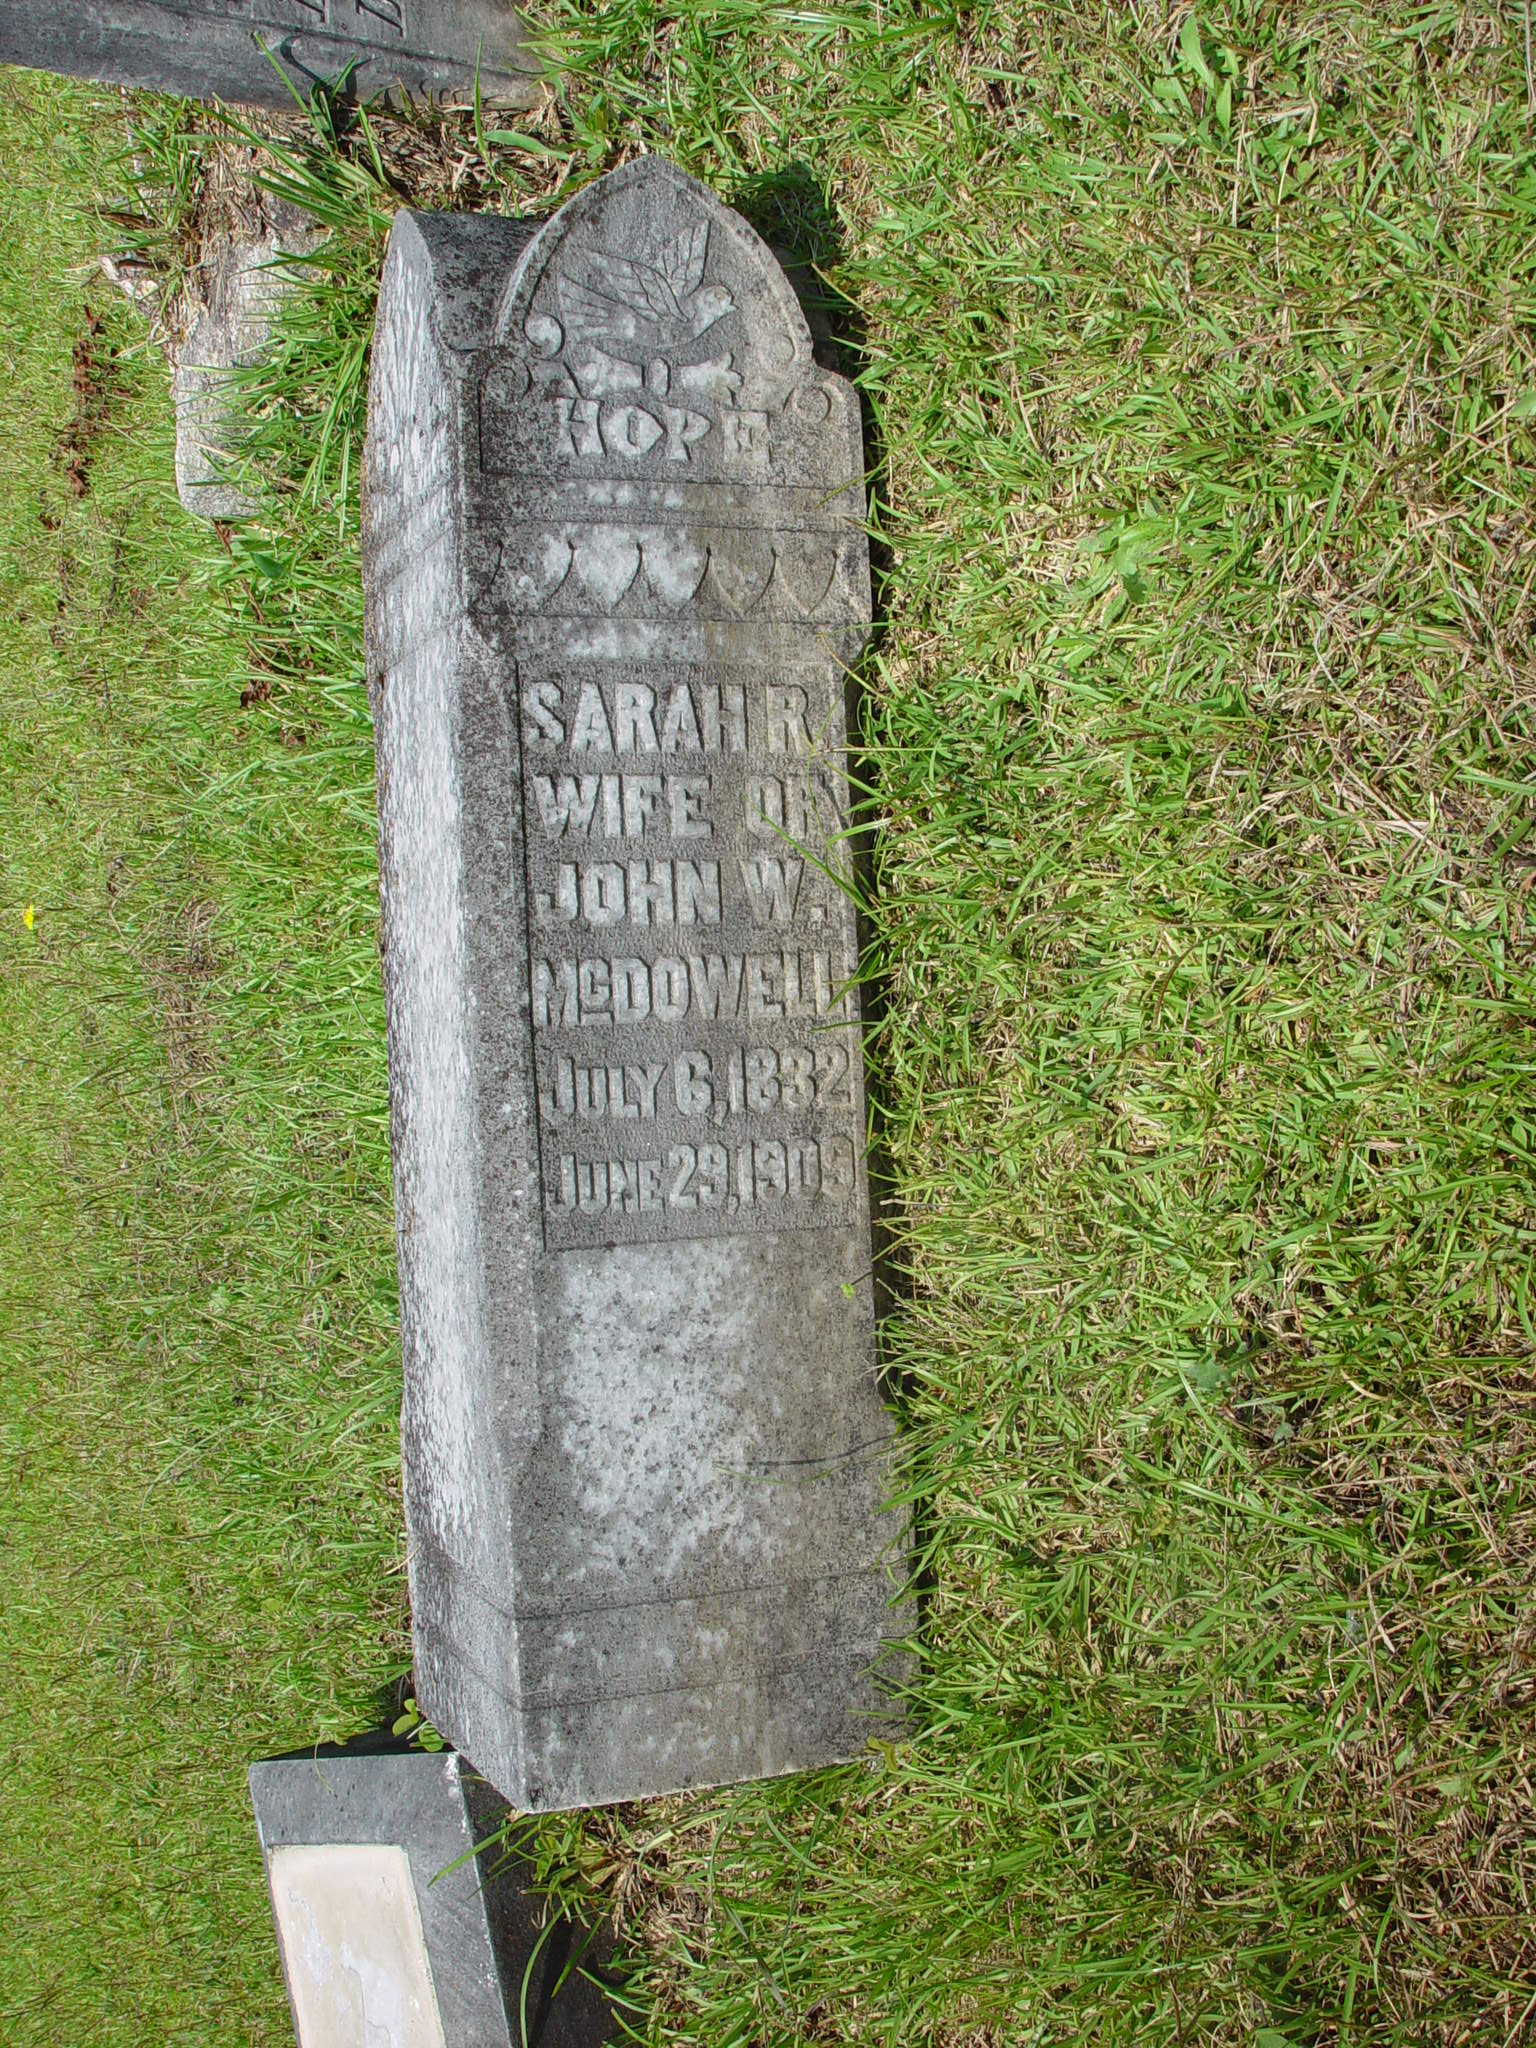 HOPE
SARAH R.
WIFE OF
JOHN W.
McDOWELL
JULY 6, 1832
JUNE 29, 1909